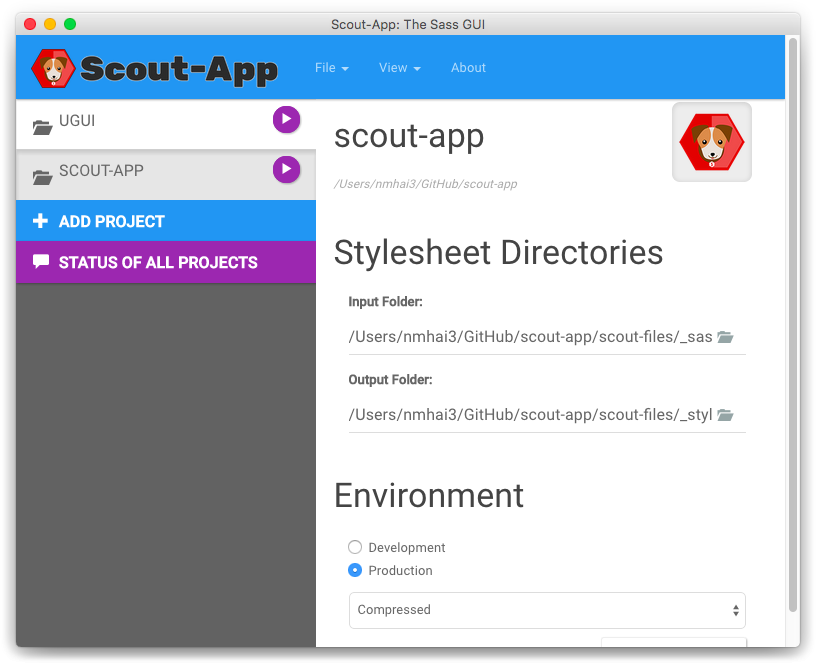 Scout-App: The Sass GUI
Scout-App
File
View
About
UGUI
SCOUT-APP
ADD PROJECT
STATUS OF ALL PROJECTS
scout-app
/Users/nmhai3/GitHub/scout-app
Stylesheet Directories
Input Folder:
/Users/nmhai3/GitHub/scout-app/scout-files/_sas
Output Folder:
/Users/nmhai3/GitHub/scout-app/scout-files/_styl
Environment
Development
Production
Compressed